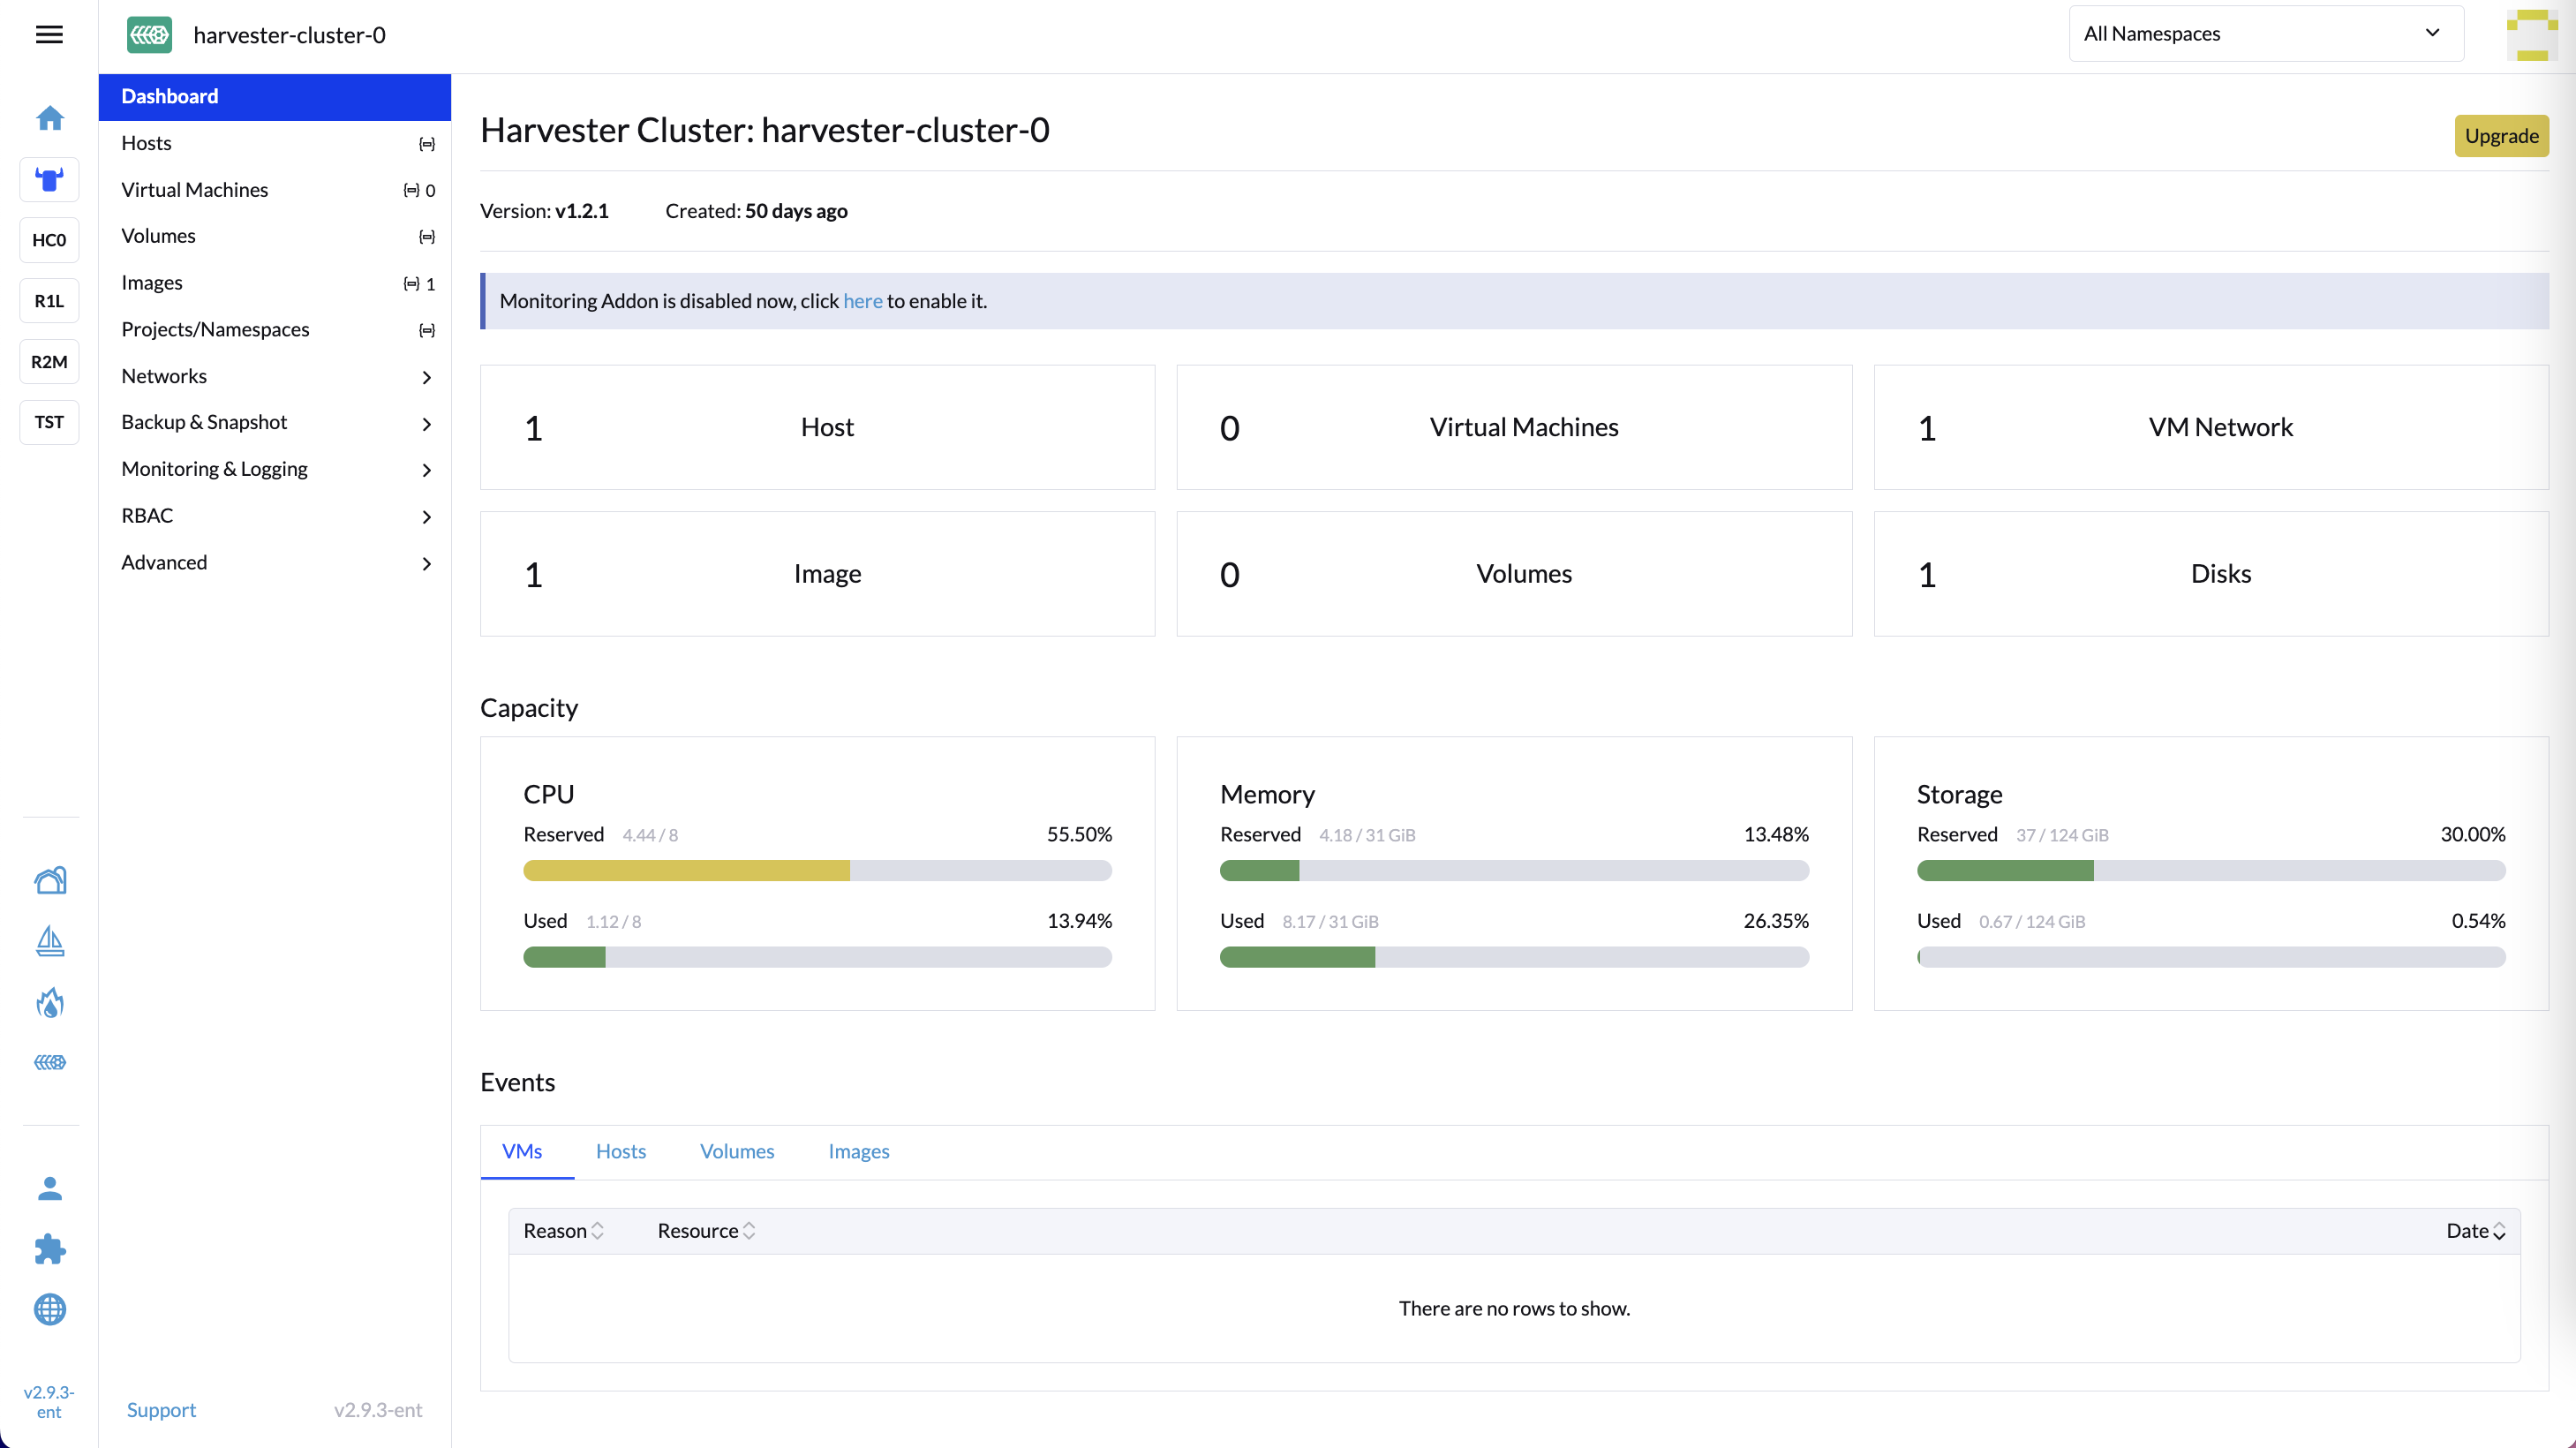 harvester-cluster-0
All Namespaces
HC0
R1L
R2M
TST
v2.9.3-
ent
Dashboard
Hosts
Virtual Machines 0
Volumes
Images 1
Projects/Namespaces
Networks
Backup & Snapshot
Monitoring & Logging
RBAC
Advanced
Support v2.9.3-ent
Harvester Cluster: harvester-cluster-0
Upgrade
Version: v1.2.1 Created: 50 days ago
Monitoring Addon is disabled now, click here to enable it.
1 Host
0 Virtual Machines
1 VM Network
1 Image
0 Volumes
1 Disks
Capacity
CPU
Reserved 4.44 / 8 55.50%
Used 1.12 / 8 13.94%
Memory
Reserved 4.18 / 31 GiB 13.48%
Used 8.17 / 31 GiB 26.35%
Storage
Reserved 37 / 124 GiB 30.00%
Used 0.67 / 124 GiB 0.54%
Events
VMs Hosts Volumes Images
Reason Resource Date
There are no rows to show.